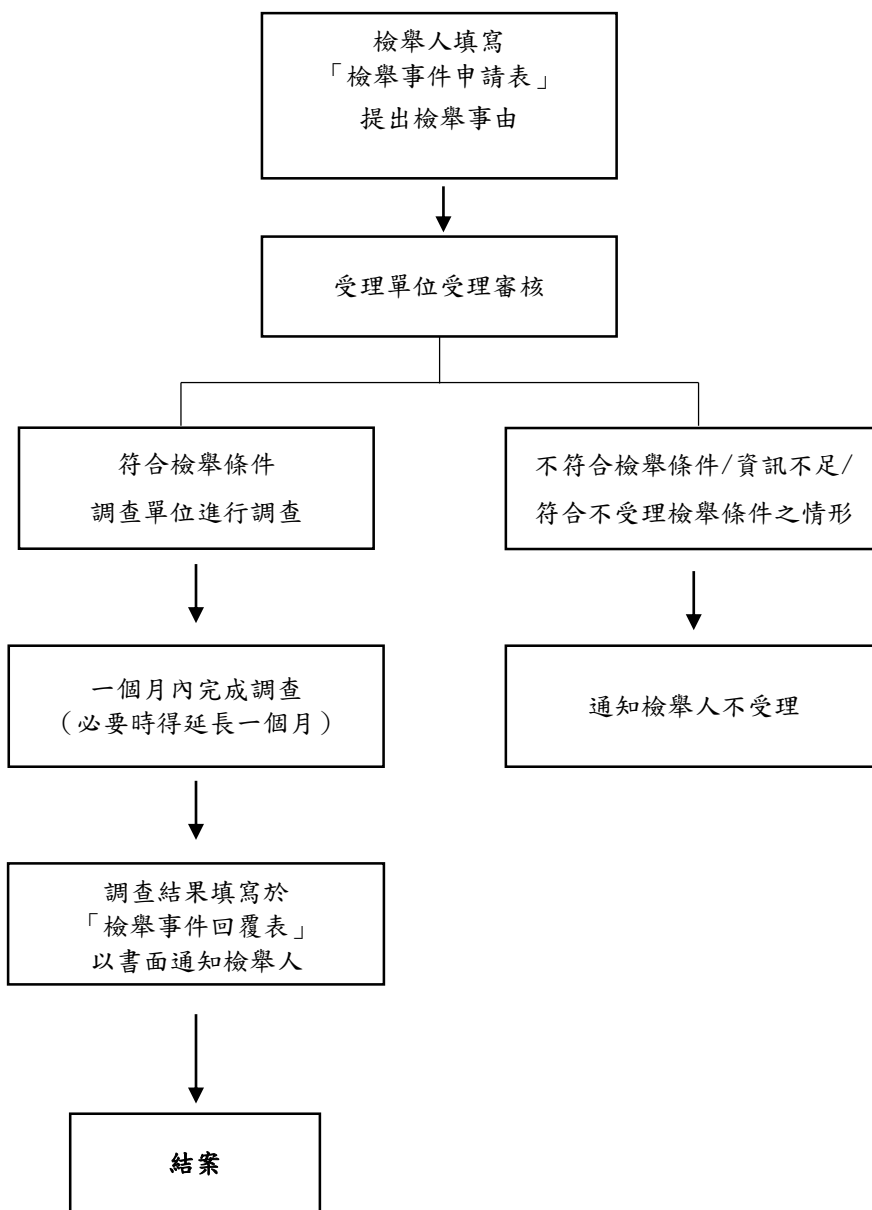 檢舉人填寫
「檢舉事件申請表」
提出檢舉事由
受理單位受理審核
符合檢舉條件
調查單位進行調查
不符合檢舉條件/資訊不足/
符合不受理檢舉條件之情形
一個月內完成調查
（必要時得延長一個月）
通知檢舉人不受理
調查結果填寫於
「檢舉事件回覆表」
以書面通知檢舉人
結案